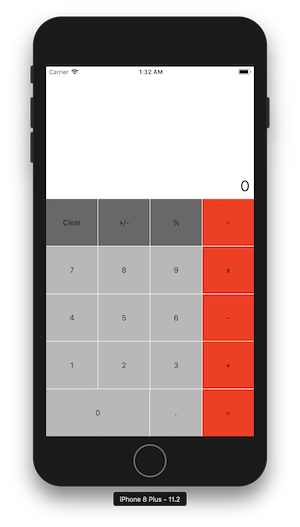 Carrier 1:32 AM
0
Clear +/- % ÷
7 8 9 x
4 5 6 -
1 2 3 +
0 . =
iPhone 8 Plus - 11.2